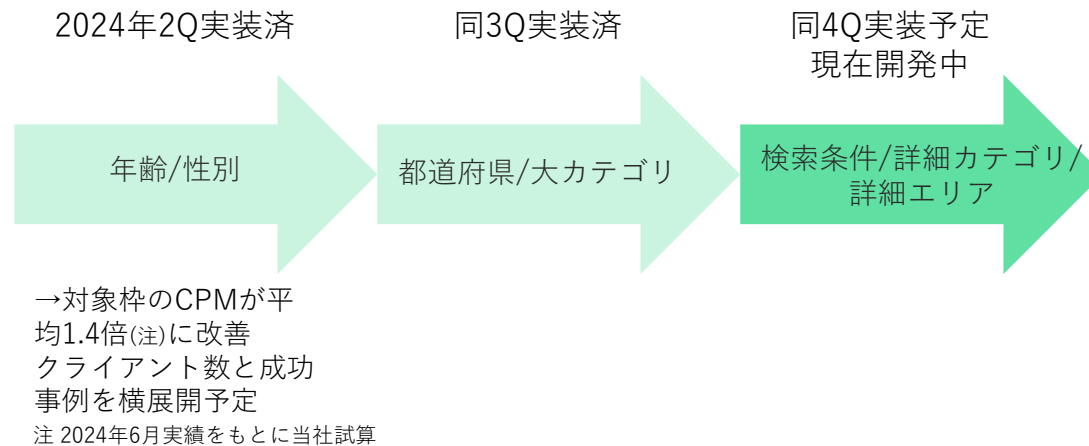 2024年2Q実装済
同3Q実装済
同4Q実装予定
現在開発中
年齢/性別
都道府県/大カテゴリ
検索条件/詳細カテゴリ/
詳細エリア
→対象枠のCPMが平
均1.4倍(注)に改善
クライアント数と成功
事例を横展開予定
注 2024年6月実績をもとに当社試算